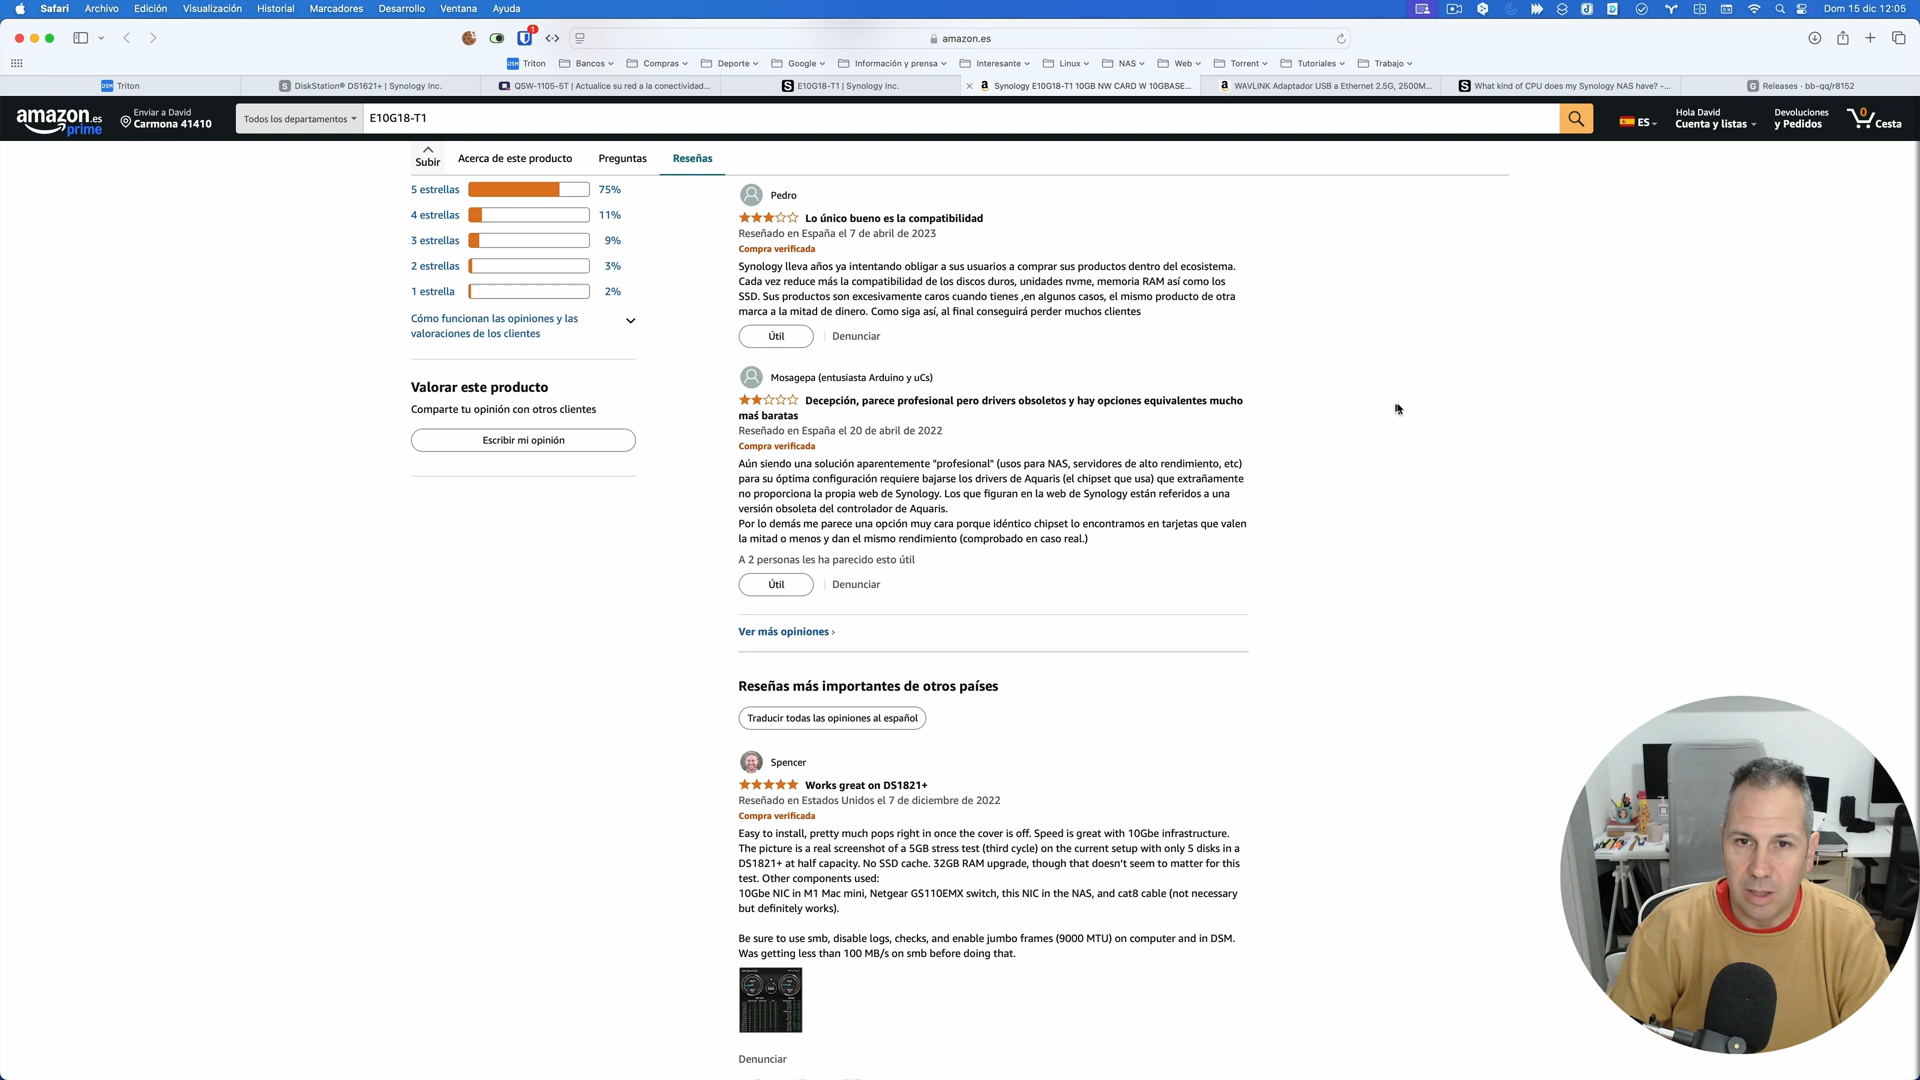 Safari Archivo Edición Visualización Historial Marcadores Desarrollo Ventana Ayuda Dom 15 dic 12:05
1
amazon.es
Triton Bancos Compras Deporte Google Información y prensa Interesante Linux NAS Web Torrent Tutoriales Trabajo
Triton
DiskStation® DS1621+ | Synology Inc.
QSW-1105-5T | Actualice su red a la conectividad...
E10G18-T1 | Synology Inc.
Synology E10G18-T1 10GB NW CARD W 10GBASE...
WAVLINK Adaptador USB a Ethernet 2.5G, 2500M...
What kind of CPU does my Synology NAS have? -...
Releases · bb-qq/r8152
amazon.es
prime
Enviar a David
Carmona 41410
Todos los departamentos
E10G18-T1
ES
Hola David
Cuenta y listas
Devoluciones
y Pedidos
0
Cesta
Subir
Acerca de este producto
Preguntas
Reseñas
5 estrellas 75%
4 estrellas 11%
3 estrellas 9%
2 estrellas 3%
1 estrella 2%
Cómo funcionan las opiniones y las
valoraciones de los clientes
Valorar este producto
Comparte tu opinión con otros clientes
Escribir mi opinión
Pedro
Lo único bueno es la compatibilidad
Reseñado en España el 7 de abril de 2023
Compra verificada
Synology lleva años ya intentando obligar a sus usuarios a comprar sus productos dentro del ecosistema.
Cada vez reduce más la compatibilidad de los discos duros, unidades nvme, memoria RAM así como los
SSD. Sus productos son excesivamente caros cuando tienes ,en algunos casos, el mismo producto de otra
marca a la mitad de dinero. Como siga así, al final conseguirá perder muchos clientes
Útil
Denunciar
Mosagepa (entusiasta Arduino y uCs)
Decepción, parece profesional pero drivers obsoletos y hay opciones equivalentes mucho
maś baratas
Reseñado en España el 20 de abril de 2022
Compra verificada
Aún siendo una solución aparentemente "profesional" (usos para NAS, servidores de alto rendimiento, etc)
para su óptima configuración requiere bajarse los drivers de Aquaris (el chipset que usa) que extrañamente
no proporciona la propia web de Synology. Los que figuran en la web de Synology están referidos a una
versión obsoleta del controlador de Aquaris.
Por lo demás me parece una opción muy cara porque idéntico chipset lo encontramos en tarjetas que valen
la mitad o menos y dan el mismo rendimiento (comprobado en caso real.)
A 2 personas les ha parecido esto útil
Útil
Denunciar
Ver más opiniones ›
Reseñas más importantes de otros países
Traducir todas las opiniones al español
Spencer
Works great on DS1821+
Reseñado en Estados Unidos el 7 de diciembre de 2022
Compra verificada
Easy to install, pretty much pops right in once the cover is off. Speed is great with 10Gbe infrastructure.
The picture is a real screenshot of a 5GB stress test (third cycle) on the current setup with only 5 disks in a
DS1821+ at half capacity. No SSD cache. 32GB RAM upgrade, though that doesn't seem to matter for this
test. Other components used:
10Gbe NIC in M1 Mac mini, Netgear GS110EMX switch, this NIC in the NAS, and cat8 cable (not necessary
but definitely works).
Be sure to use smb, disable logs, checks, and enable jumbo frames (9000 MTU) on computer and in DSM.
Was getting less than 100 MB/s on smb before doing that.
Denunciar